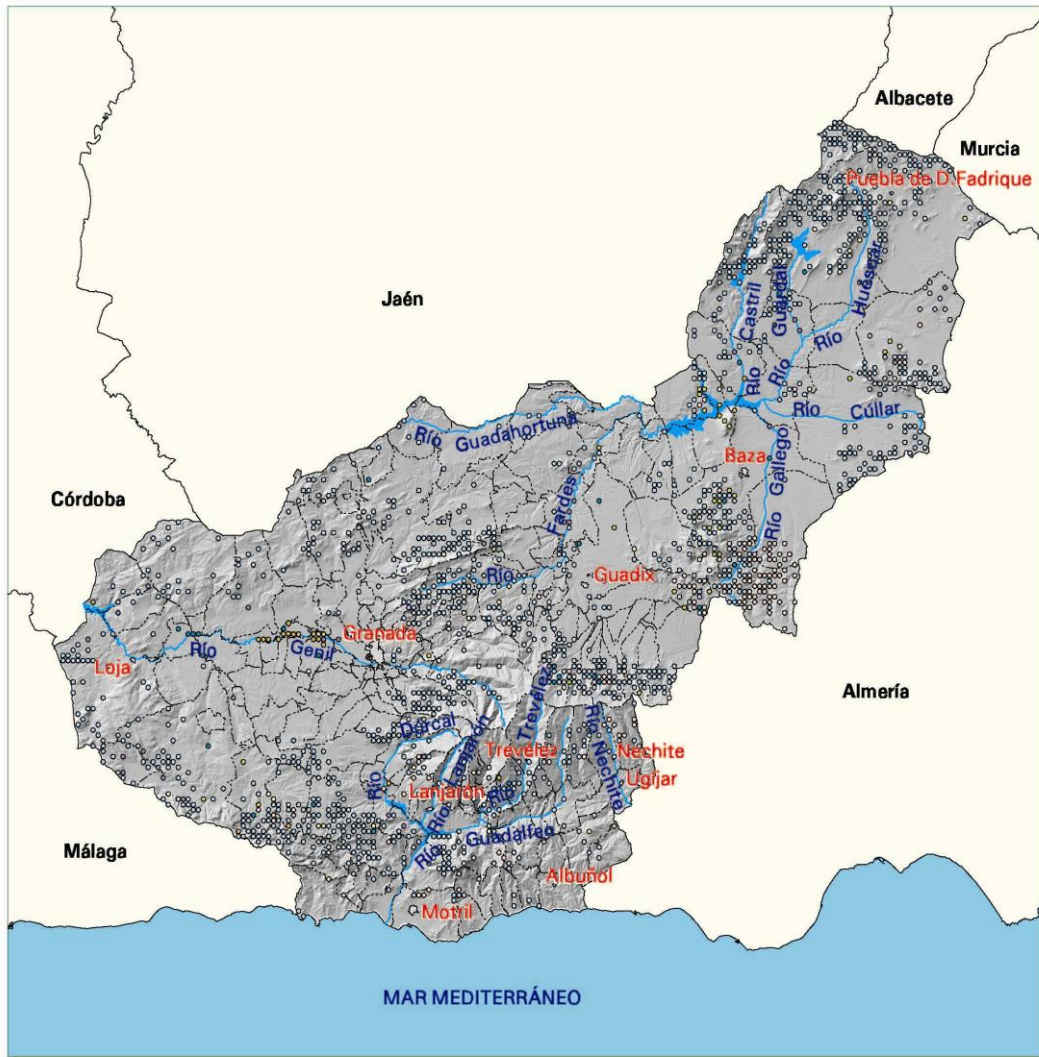 Albacete
Murcia
Puebla de D.Fadrique
Jaén
Río Castril
Río Guardal
Río Huéscar
Río Guadahortuna
Río Cúllar
Baza
Río Gallego
Córdoba
Río Fardes
Guadix
Granada
Río Genil
Loja
Almería
Río Dúrcal
Río Lanjarón
Río Trevélez
Trevélez
Río Nechite
Nechite
Ugíjar
Lanjarón
Río Guadalfeo
Málaga
Albuñol
Motril
MAR MEDITERRÁNEO